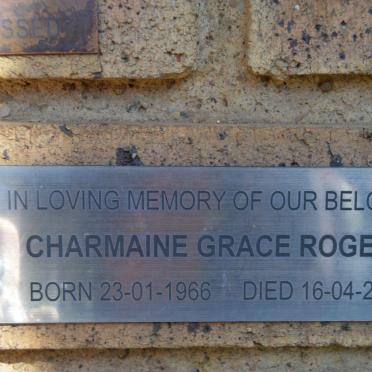 SSED
IN LOVING MEMORY OF OUR BELO
CHARMAINE GRACE ROGE
BORN 23-01-1966 DIED 16-04-2